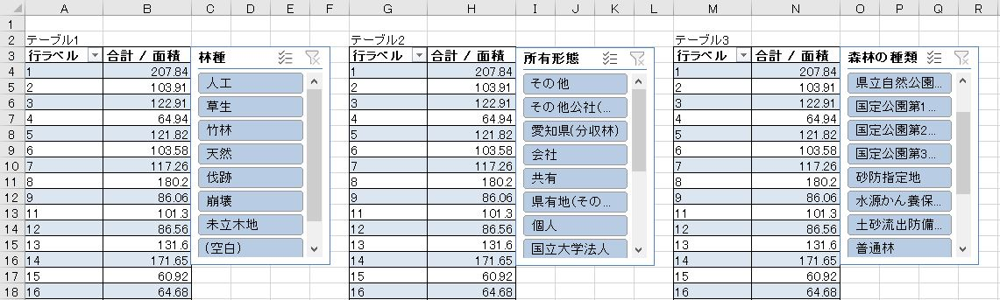 A B C D E F G H I J K L M N O P Q R
1
2 テーブル1 テーブル2 テーブル3
3 行ラベル 合計 / 面積 林種 行ラベル 合計 / 面積 所有形態 行ラベル 合計 / 面積 森林の種類
4 1 207.84 人工 1 207.84 その他 1 207.84 県立自然公園...
5 2 103.91 草生 2 103.91 その他公社(... 2 103.91 国定公園第1...
6 3 122.91 竹林 3 122.91 愛知県(分収林) 3 122.91 国定公園第2...
7 4 64.94 天然 4 64.94 会社 4 64.94 国定公園第3...
8 5 121.82 伐跡 5 121.82 共有 5 121.82 砂防指定地
9 6 103.58 崩壊 6 103.58 県有地(その... 6 103.58 水源かん養保...
10 7 117.26 未立木地 7 117.26 個人 7 117.26 土砂流出防備...
11 8 180.2 (空白) 8 180.2 国立大学法人 8 180.2 普通林
12 9 86.06 9 86.06 9 86.06
13 11 101.3 11 101.3 11 101.3
14 12 86.56 12 86.56 12 86.56
15 13 131.6 13 131.6 13 131.6
16 14 171.65 14 171.65 14 171.65
17 15 60.92 15 60.92 15 60.92
18 16 64.68 16 64.68 16 64.68